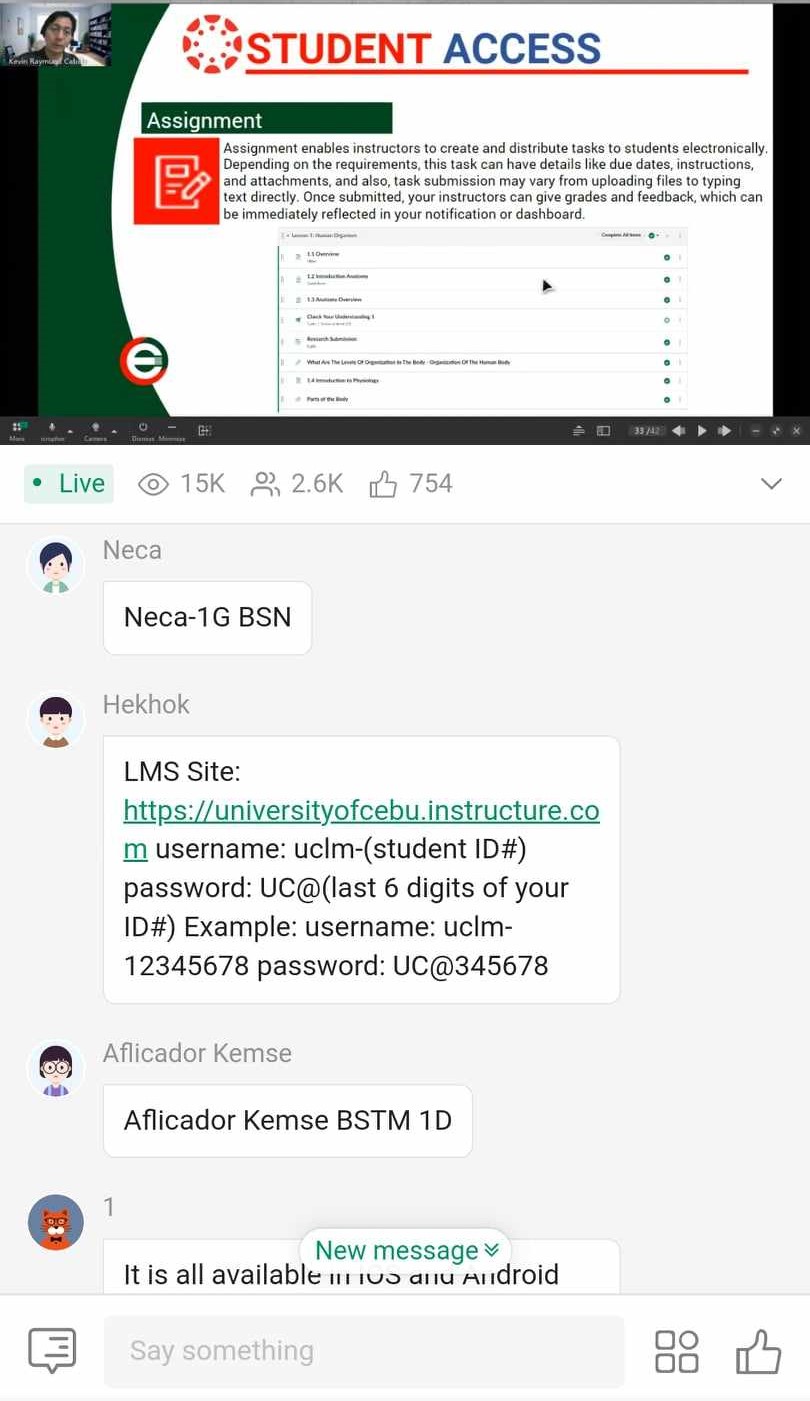 Kevin Raymund
STUDENT ACCESS
Assignment
Assignment enables instructors to create and distribute tasks to students electronically.
Depending on the requirements, this task can have details like due dates, instructions,
and attachments, and also, task submission may vary from uploading files to typing
text directly. Once submitted, your instructors can give grades and feedback, which can
be immediately reflected in your notification or dashboard.
Lesson 1: Human Organism
Complete All Items
1.1 Overview
1.2 Introduction Anatomy
1.3 Anatomy Overview
Check Your Understanding 1
Research Submission
What Are The Levels Of Organization In The Body - Organization Of The Human Body
1.4 Introduction to Physiology
Parts of the Body
More
Camera
Dismiss
Minimize
33 /42
Live
15K
2.6K
754
Neca
Neca-1G BSN
Hekhok
LMS Site:
https://universityofcebu.instructure.co
m username: uclm-(student ID#)
password: UC@(last 6 digits of your
ID#) Example: username: uclm-
12345678 password: UC@345678
Aflicador Kemse
Aflicador Kemse BSTM 1D
1
New message
It is all available in IOS and Android
Say something